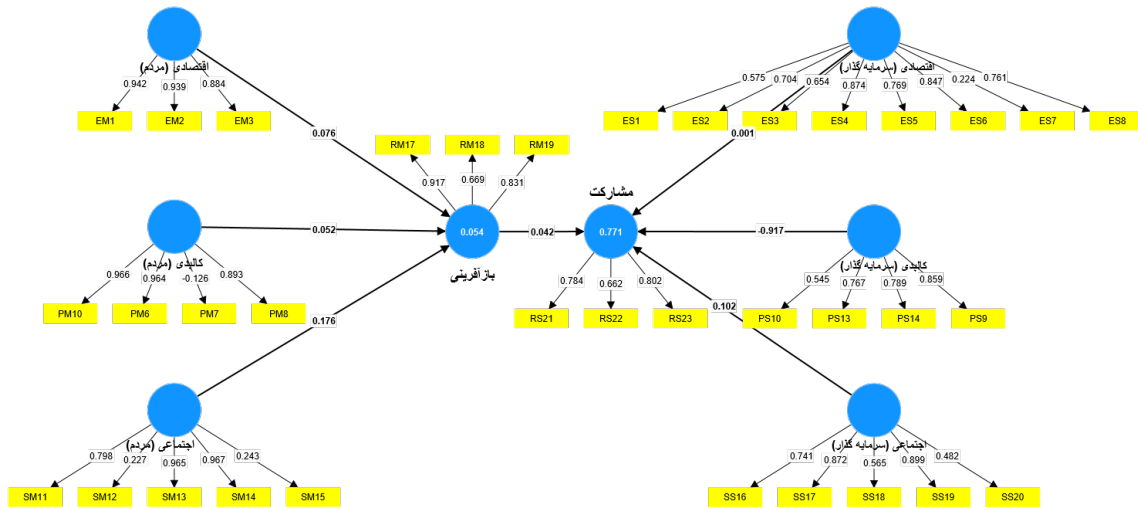 اقتصادی (مردم)
0.942
0.939
0.884
EM1
EM2
EM3
0.076
اقتصادی (سرمایه گذار)
0.575
0.704
0.654
0.874
0.769
0.847
0.224
0.761
ES1
ES2
ES3
ES4
ES5
ES6
ES7
ES8
0.001
RM17
RM18
RM19
0.917
0.669
0.831
مشارکت
0.054
0.042
0.771
بازآفرینی
0.784
0.662
0.802
RS21
RS22
RS23
0.052
کالبدی (مردم)
0.966
0.964
-0.126
0.893
PM10
PM6
PM7
PM8
-0.917
کالبدی (سرمایه گذار)
0.545
0.767
0.789
0.859
PS10
PS13
PS14
PS9
0.176
0.102
اجتماعی (مردم)
0.798
0.227
0.965
0.967
0.243
SM11
SM12
SM13
SM14
SM15
اجتماعی (سرمایه گذار)
0.741
0.872
0.565
0.899
0.482
SS16
SS17
SS18
SS19
SS20